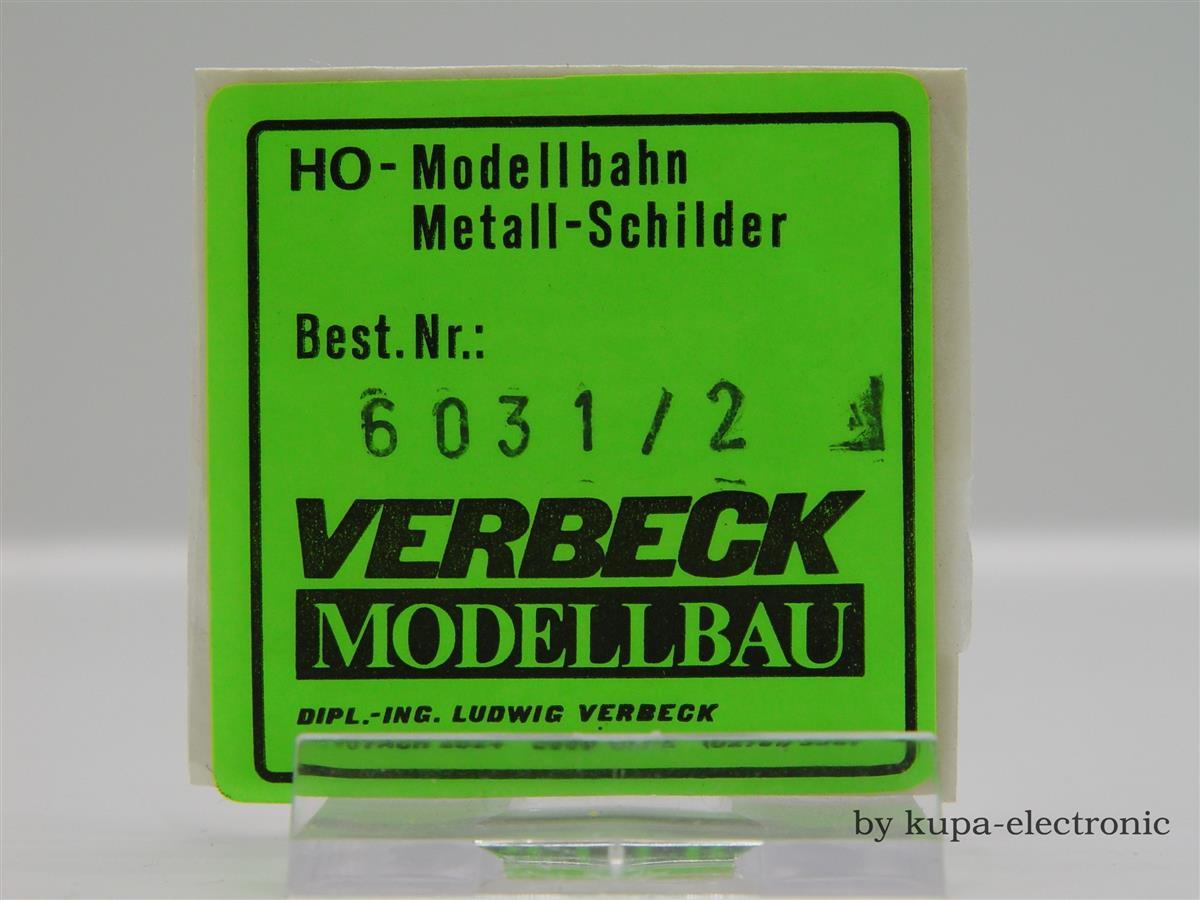 HO - Modellbahn
Metall-Schilder
Best. Nr.:
6031/2
VERBECK
MODELLBAU
DIPL.-ING. LUDWIG VERBECK
by kupa-electronic